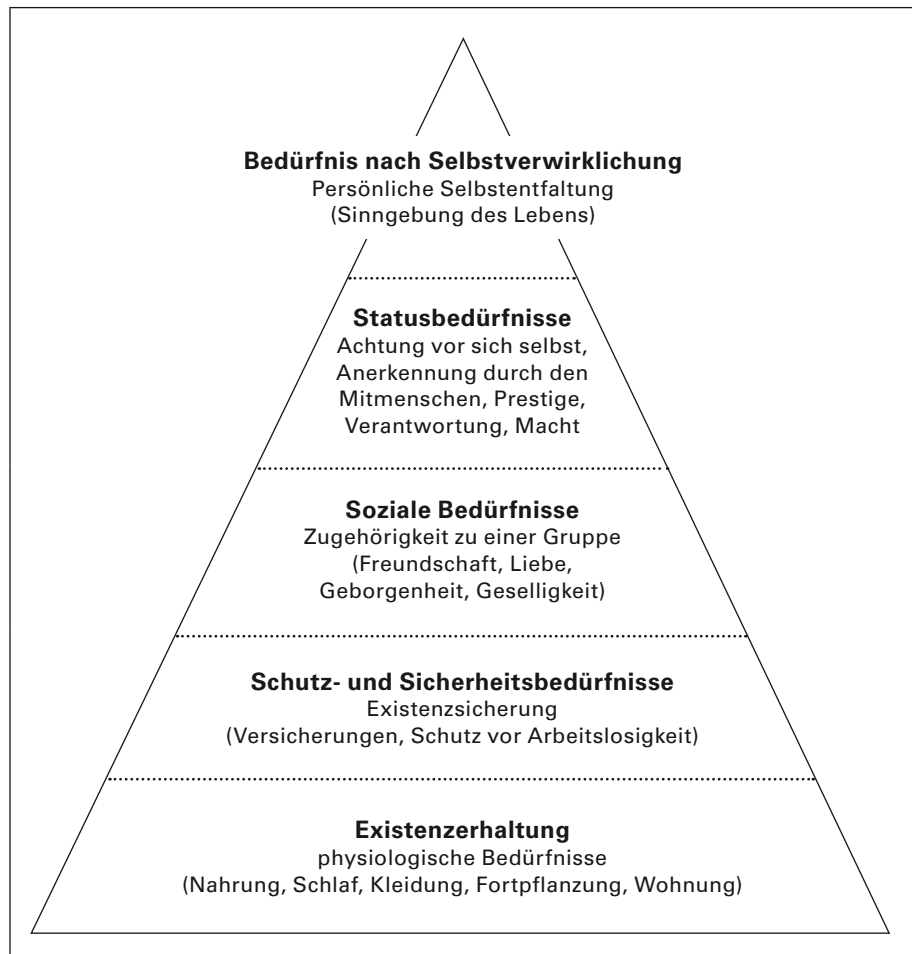 Bedürfnis nach Selbstverwirklichung
Persönliche Selbstentfaltung
(Sinngebung des Lebens)
Statusbedürfnisse
Achtung vor sich selbst,
Anerkennung durch den
Mitmenschen, Prestige,
Verantwortung, Macht
Soziale Bedürfnisse
Zugehörigkeit zu einer Gruppe
(Freundschaft, Liebe,
Geborgenheit, Geselligkeit)
Schutz- und Sicherheitsbedürfnisse
Existenzsicherung
(Versicherungen, Schutz vor Arbeitslosigkeit)
Existenzerhaltung
physiologische Bedürfnisse
(Nahrung, Schlaf, Kleidung, Fortpflanzung, Wohnung)